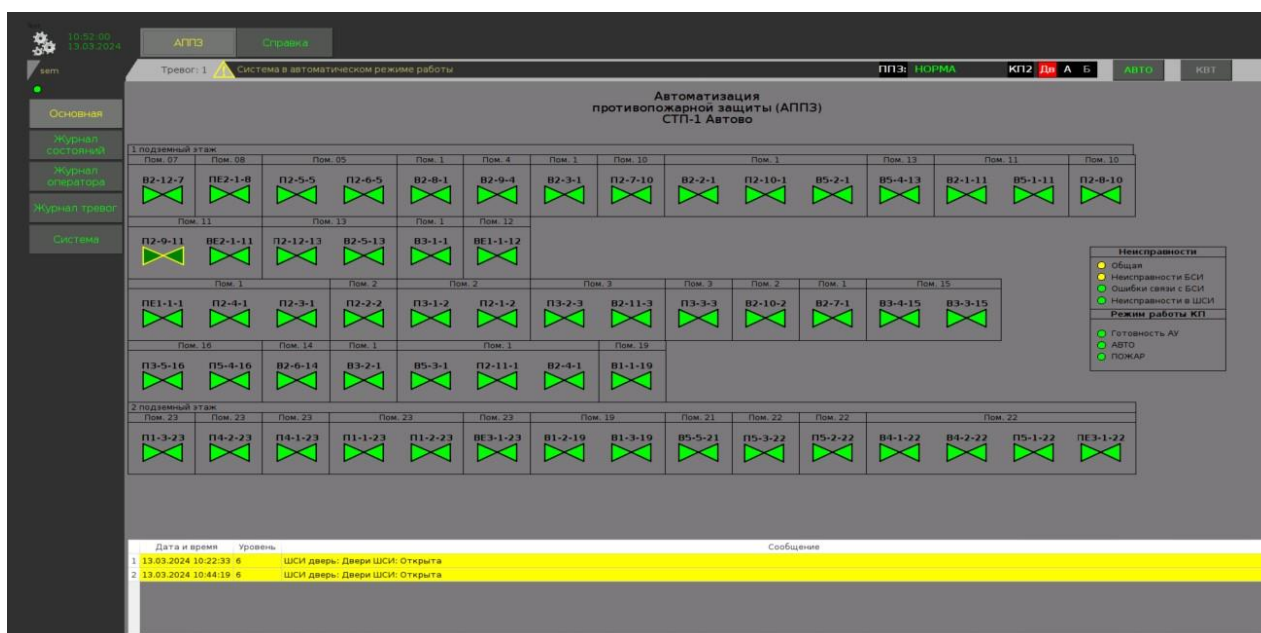 10:52:00
13.03.2024
АППЗ
Справка
sem
Тревог: 1
Система в автоматическом режиме работы
ППЗ: НОРМА
КП2 Дв А Б
АВТО
КВТ
Основная
Журнал
состояний
Журнал
оператора
Журнал тревог
Система
Автоматизация
противопожарной защиты (АППЗ)
СТП-1 Автово
1 подземный этаж
Пом. 07 Пом. 08 Пом. 05 Пом. 1 Пом. 4 Пом. 1 Пом. 10 Пом. 1 Пом. 13 Пом. 11 Пом. 10
В2-12-7 ПЕ2-1-8 П2-5-5 П2-6-5 В2-8-1 В2-9-4 В2-3-1 П2-7-10 В2-2-1 П2-10-1 В5-2-1 В5-4-13 В2-1-11 В5-1-11 П2-8-10
Пом. 11 Пом. 13 Пом. 1 Пом. 12
П2-9-11 ВЕ2-1-11 П2-12-13 В2-5-13 В3-1-1 ВЕ1-1-12
Пом. 1 Пом. 2 Пом. 2 Пом. 3 Пом. 3 Пом. 2 Пом. 1 Пом. 15
ПЕ1-1-1 П2-4-1 П2-3-1 П2-2-2 П3-1-2 П2-1-2 П3-2-3 В2-11-3 П3-3-3 В2-10-2 В2-7-1 В3-4-15 В3-3-15
Пом. 16 Пом. 14 Пом. 1 Пом. 1 Пом. 19
П3-5-16 П5-4-16 В2-6-14 В3-2-1 В5-3-1 П2-11-1 В2-4-1 В1-1-19
2 подземный этаж
Пом. 23 Пом. 23 Пом. 23 Пом. 23 Пом. 23 Пом. 19 Пом. 21 Пом. 22 Пом. 22 Пом. 22
П1-3-23 П4-2-23 П4-1-23 П1-1-23 П1-2-23 ВЕ3-1-23 В1-2-19 В1-3-19 В5-5-21 П5-3-22 П5-2-22 В4-1-22 В4-2-22 П5-1-22 ПЕ3-1-22
Неисправности
Общая
Неисправности БСИ
Ошибки связи с БСИ
Неисправности в ШСИ
Режим работы КП
Готовность АУ
АВТО
ПОЖАР
Дата и время Уровень Сообщение
1 13.03.2024 10:22:33 6 ШСИ дверь: Двери ШСИ: Открыта
2 13.03.2024 10:44:19 6 ШСИ дверь: Двери ШСИ: Открыта